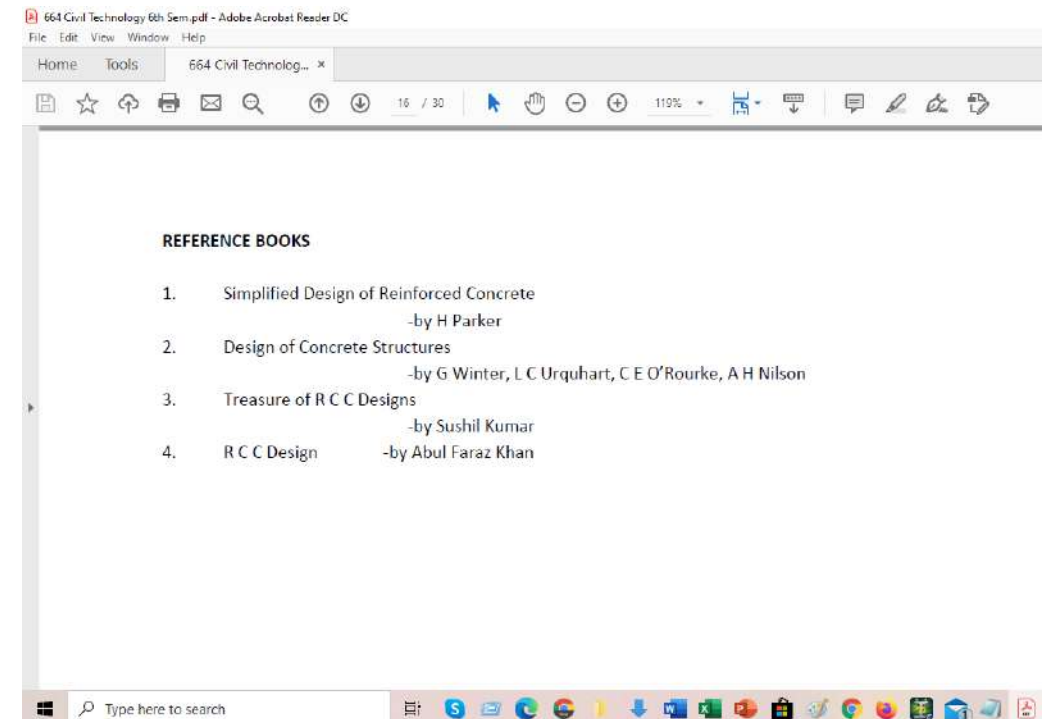 664 Civil Technology 6th Sem.pdf - Adobe Acrobat Reader DC
File Edit View Window Help
Home Tools 664 Civil Technolog... ×
16 / 30 119%
REFERENCE BOOKS
1. Simplified Design of Reinforced Concrete
-by H Parker
2. Design of Concrete Structures
-by G Winter, L C Urquhart, C E O’Rourke, A H Nilson
3. Treasure of R C C Designs
-by Sushil Kumar
4. R C C Design -by Abul Faraz Khan
Type here to search